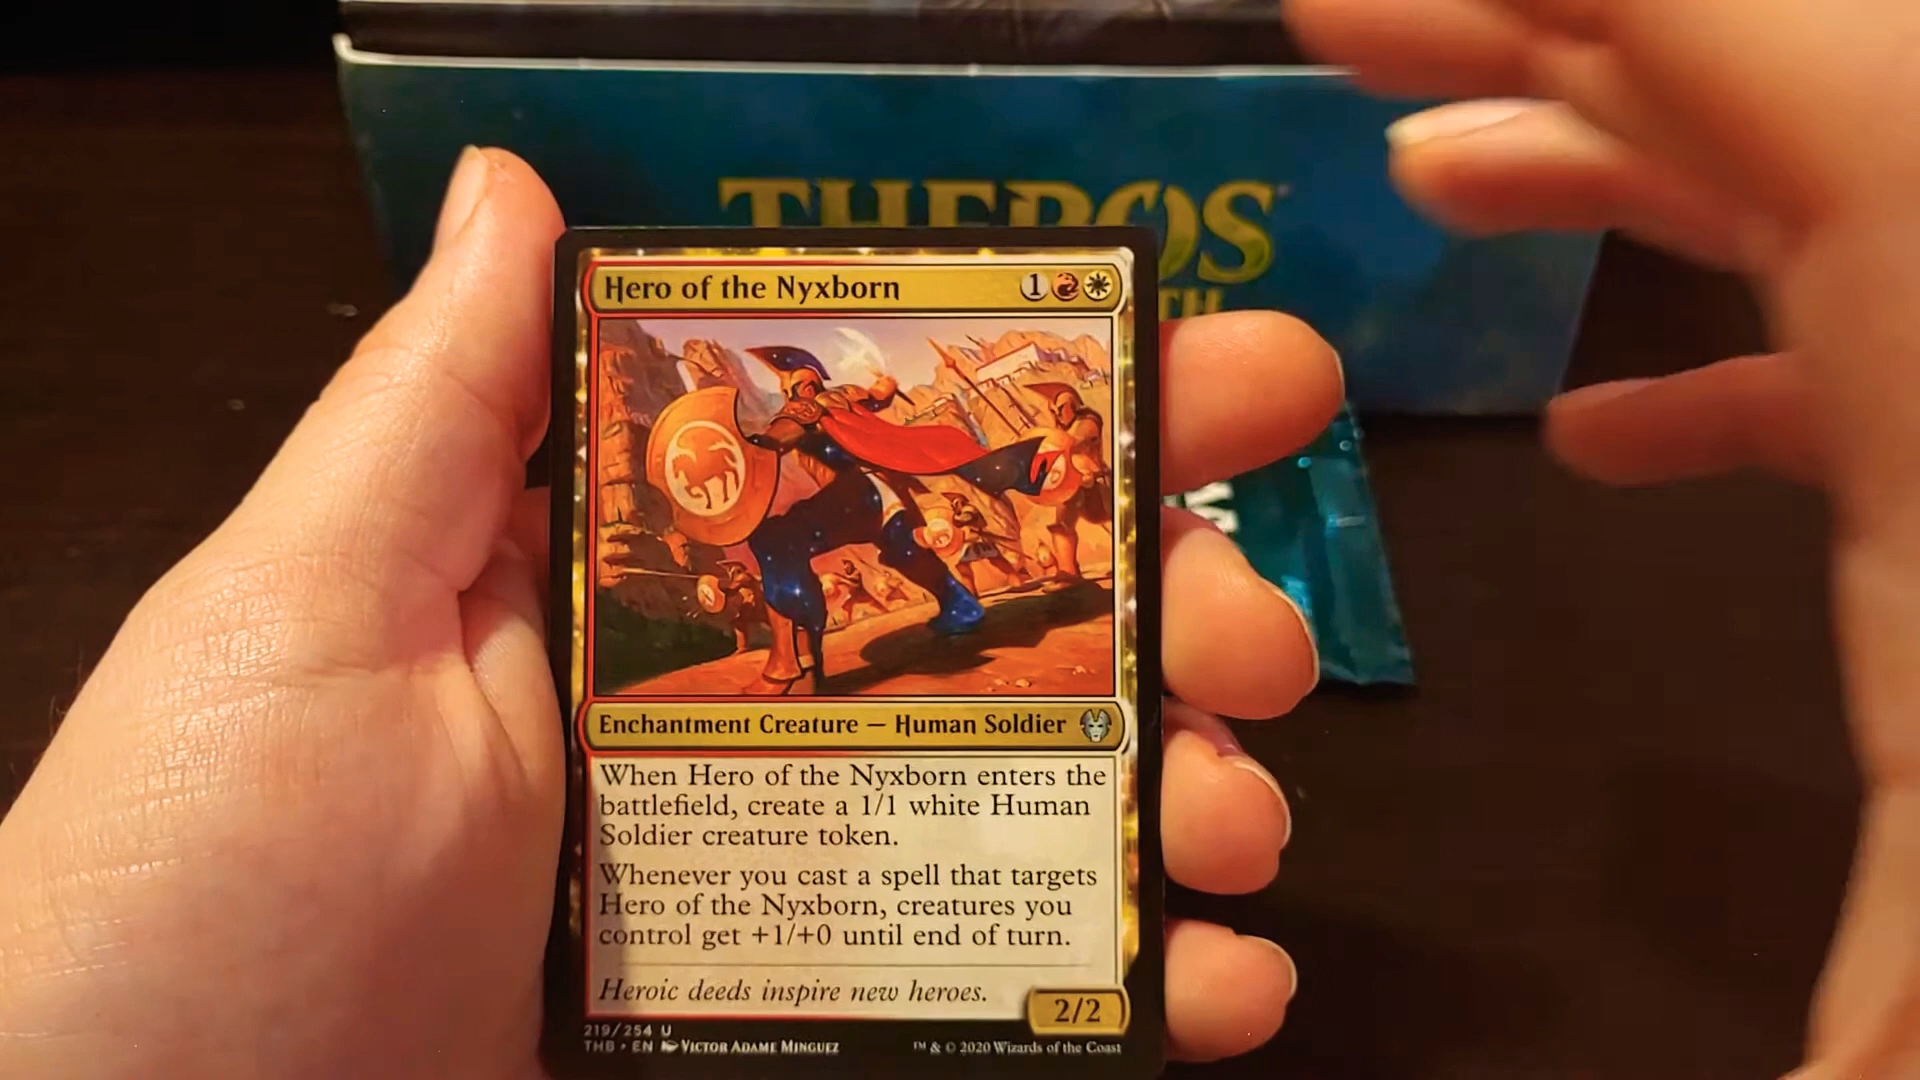 THEROS
TH
Hero of the Nyxborn 1
Enchantment Creature — Human Soldier
When Hero of the Nyxborn enters the
battlefield, create a 1/1 white Human
Soldier creature token.
Whenever you cast a spell that targets
Hero of the Nyxborn, creatures you
control get +1/+0 until end of turn.
Heroic deeds inspire new heroes.
2/2
219/254 U
THB • EN VICTOR ADAME MINGUEZ
™ & © 2020 Wizards of the Coast